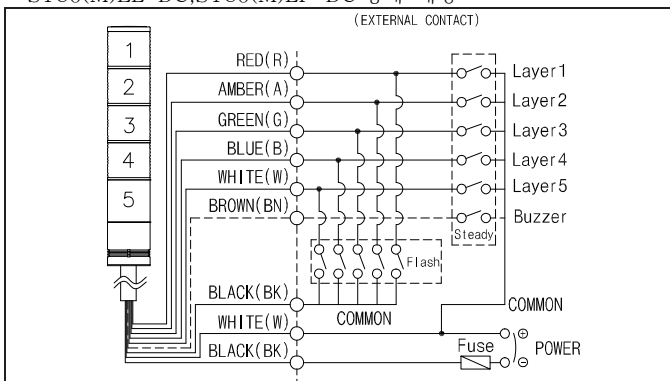 (EXTERNAL CONTACT)
1
2
3
4
5
RED(R)
AMBER(A)
GREEN(G)
BLUE(B)
WHITE(W)
BROWN(BN)
Layer1
Layer2
Layer3
Layer4
Layer5
Buzzer
Steady
Flash
BLACK(BK)
COMMON
COMMON
WHITE(W)
BLACK(BK)
Fuse
⊕
POWER
⊖